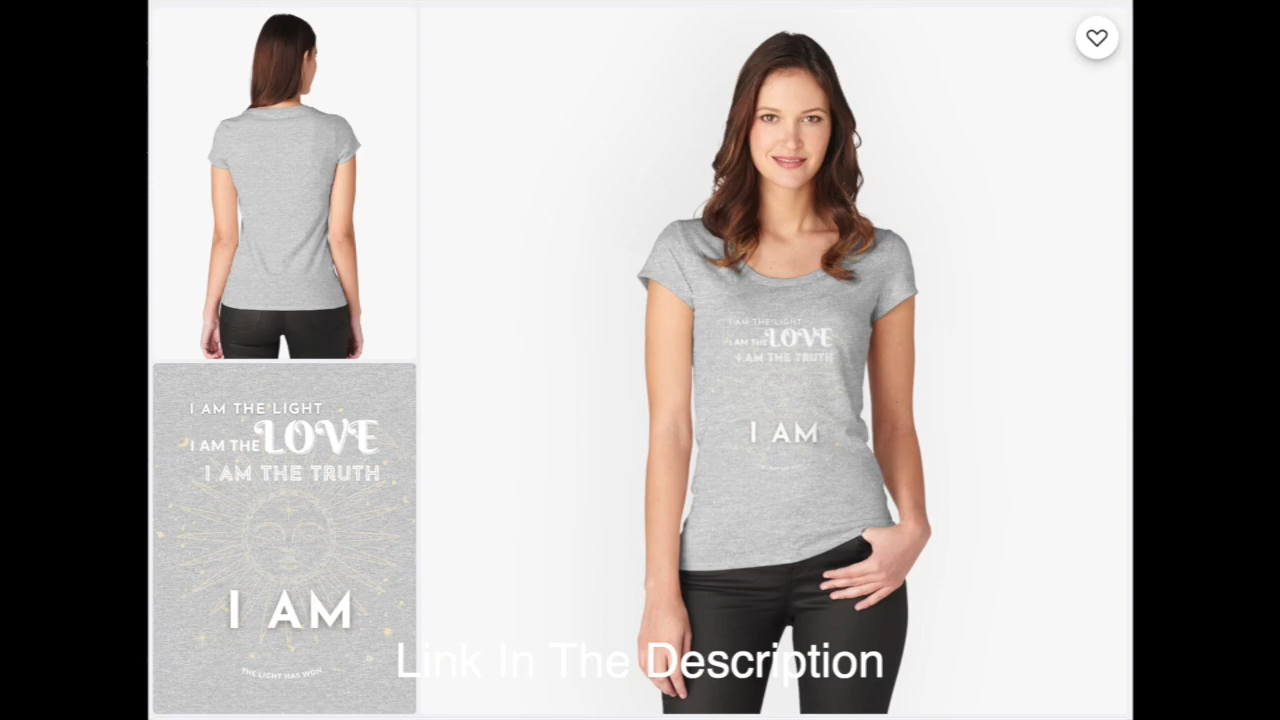 I AM THE LIGHT
I AM THE LOVE
I AM THE TRUTH
I AM
I AM THE LIGHT
I AM THE LOVE
I AM THE TRUTH
I AM
THE LIGHT HAS WON
Link In The Description